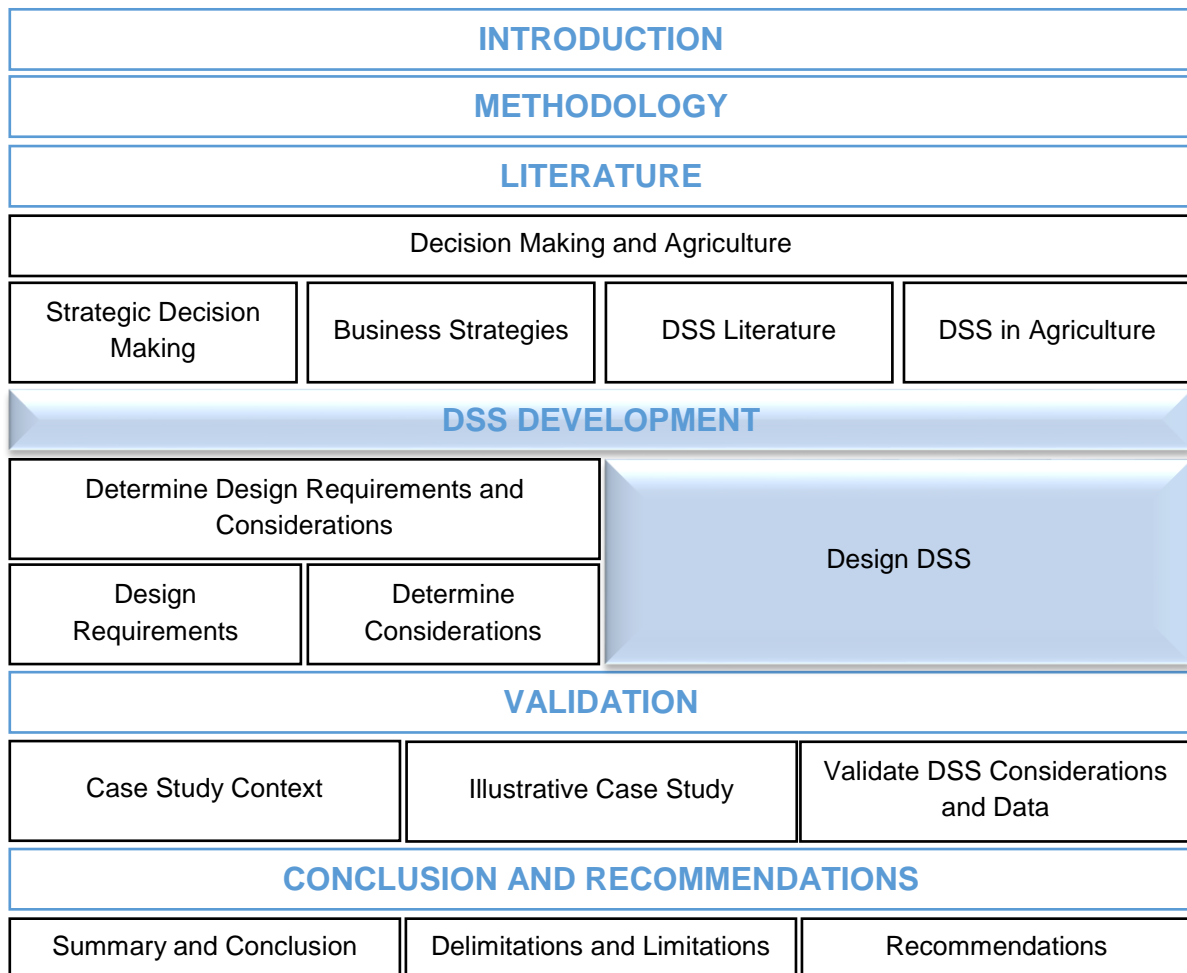 INTRODUCTION
METHODOLOGY
LITERATURE
Decision Making and Agriculture
Strategic Decision
Making
Business Strategies
DSS Literature
DSS in Agriculture
DSS DEVELOPMENT
Determine Design Requirements and
Considerations
Design DSS
Design
Requirements
Determine
Considerations
VALIDATION
Case Study Context
Illustrative Case Study
Validate DSS Considerations
and Data
CONCLUSION AND RECOMMENDATIONS
Summary and Conclusion
Delimitations and Limitations
Recommendations